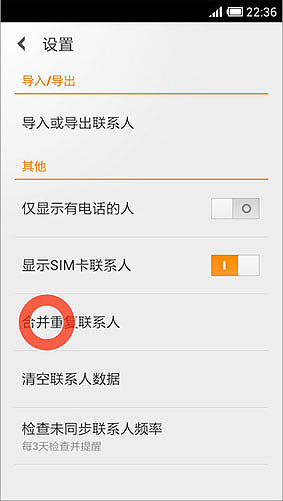 22:36
设置
导入/导出
导入或导出联系人
其他
仅显示有电话的人
显示SIM卡联系人
合并重复联系人
清空联系人数据
检查未同步联系人频率
每3天检查并提醒